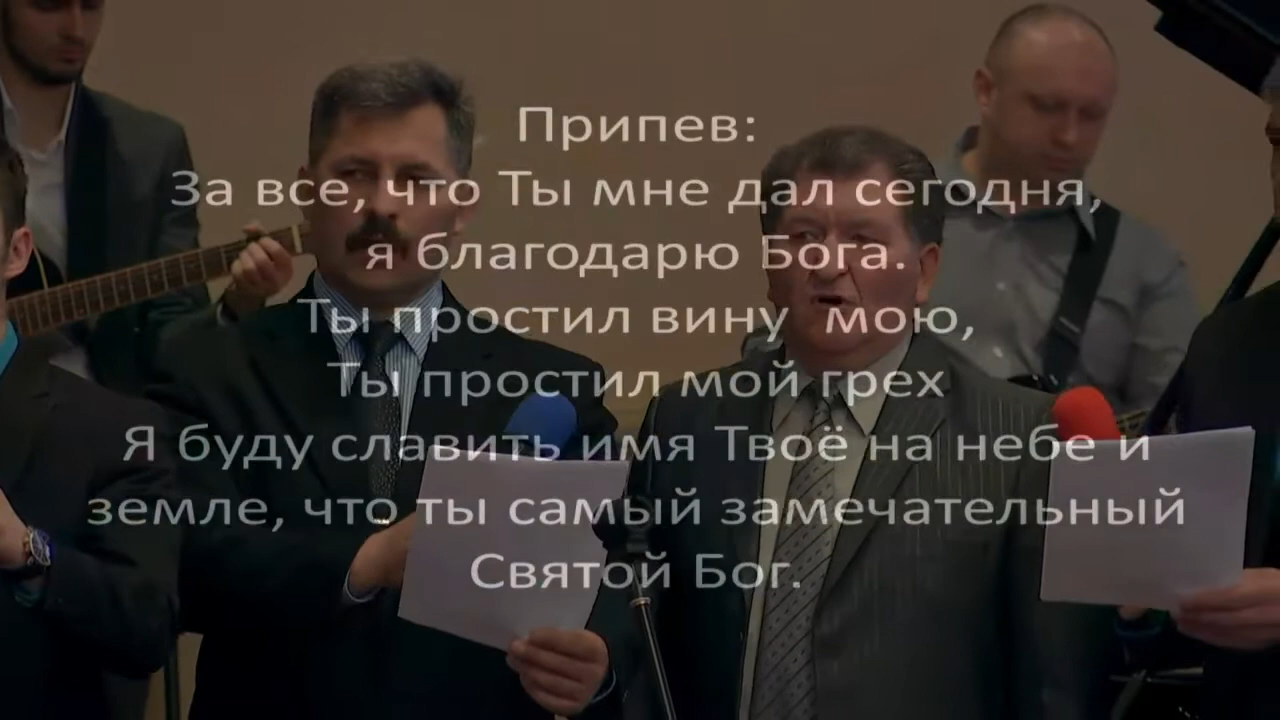 Припев:
За все, что Ты мне дал сегодня,
я благодарю Бога.
Ты простил вину  мою,
Ты простил мой грех
Я буду славить имя Твоё на небе и
земле, что ты самый замечательный
Святой Бог.